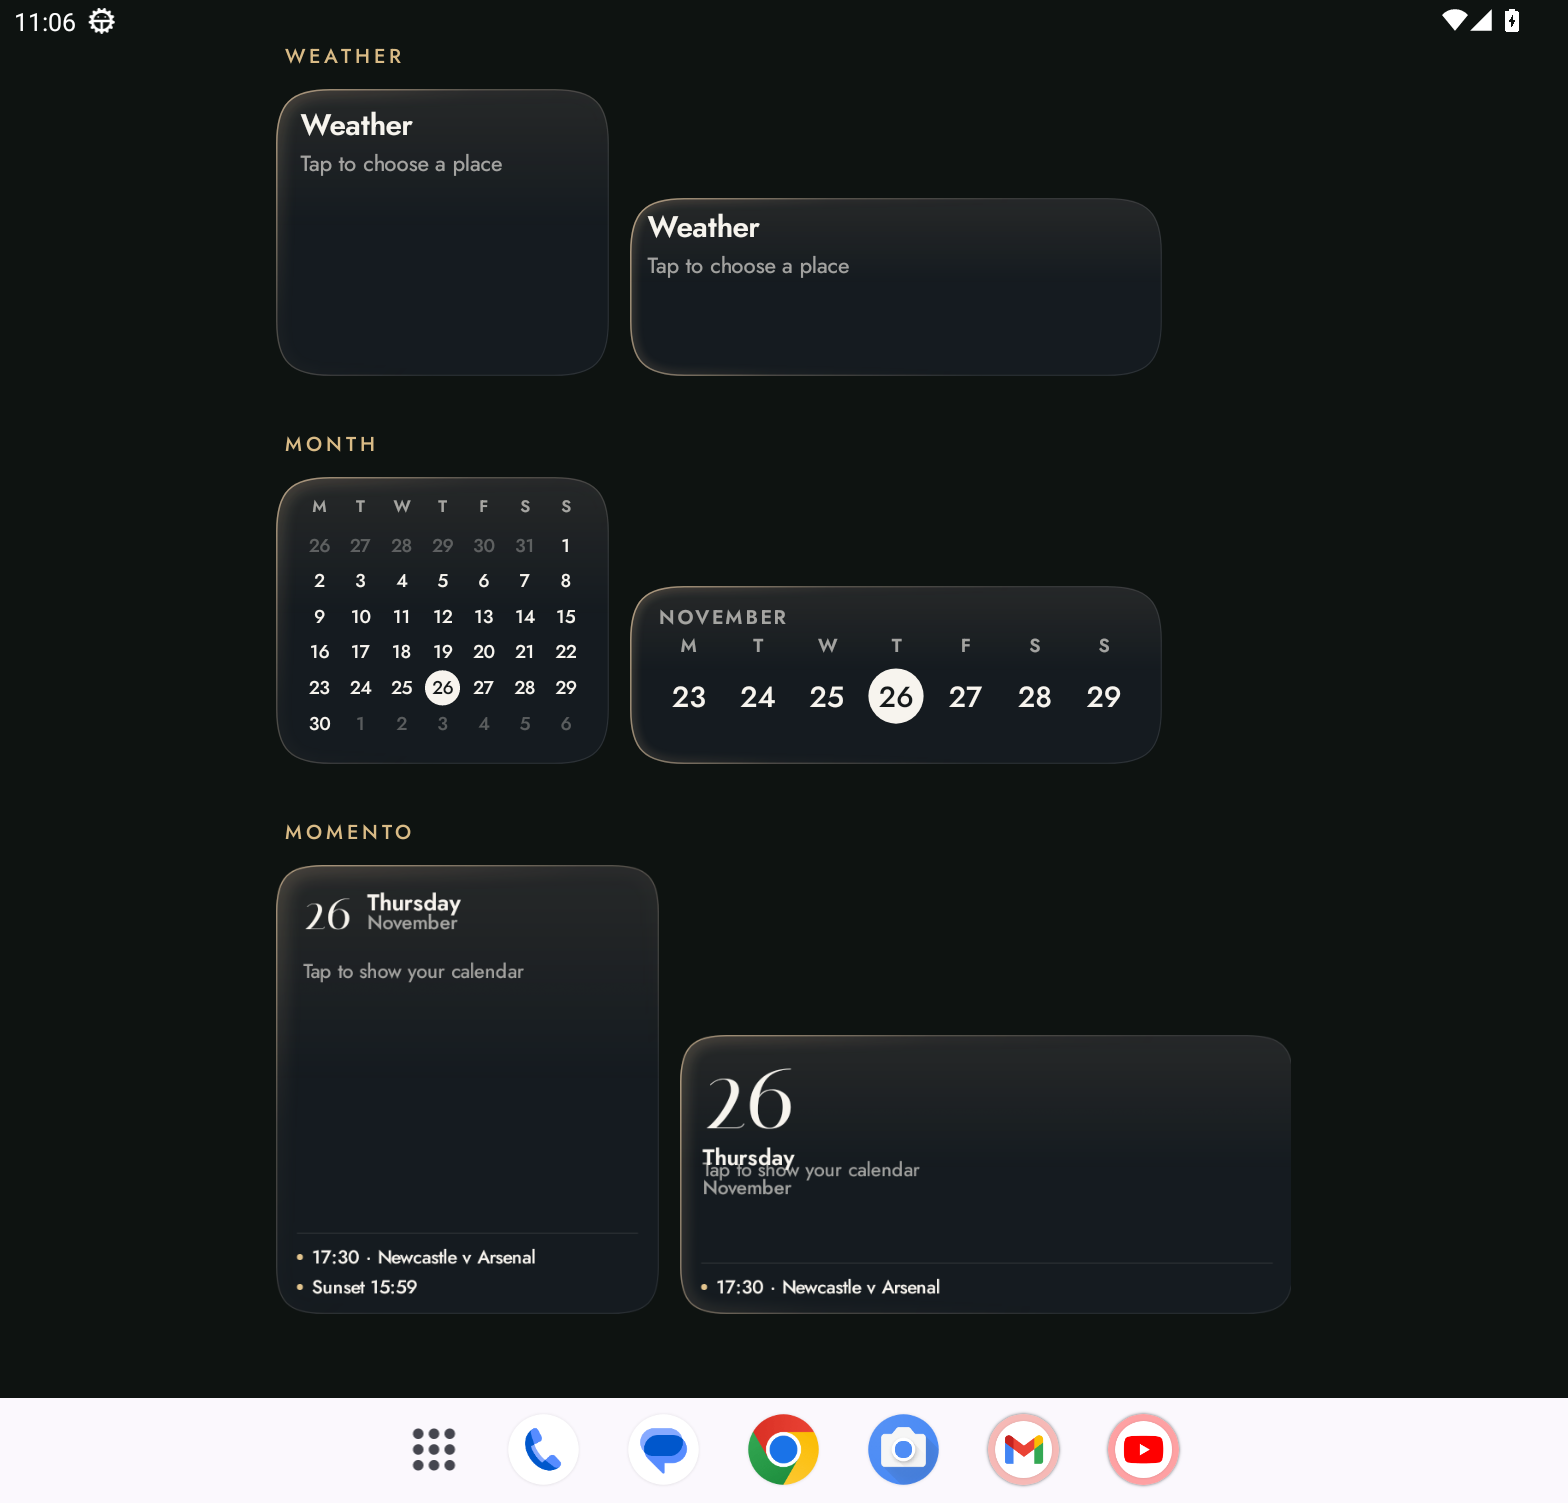 11:06
WEATHER
Weather
Tap to choose a place
Weather
Tap to choose a place
MONTH
M T W T F S S
26 27 28 29 30 31 1
2 3 4 5 6 7 8
9 10 11 12 13 14 15
16 17 18 19 20 21 22
23 24 25 26 27 28 29
30 1 2 3 4 5 6
NOVEMBER
M T W T F S S
23 24 25 26 27 28 29
MOMENTO
26 Thursday
November
Tap to show your calendar
17:30 · Newcastle v Arsenal
Sunset 15:59
26
Thursday
Tap to show your calendar
November
17:30 · Newcastle v Arsenal